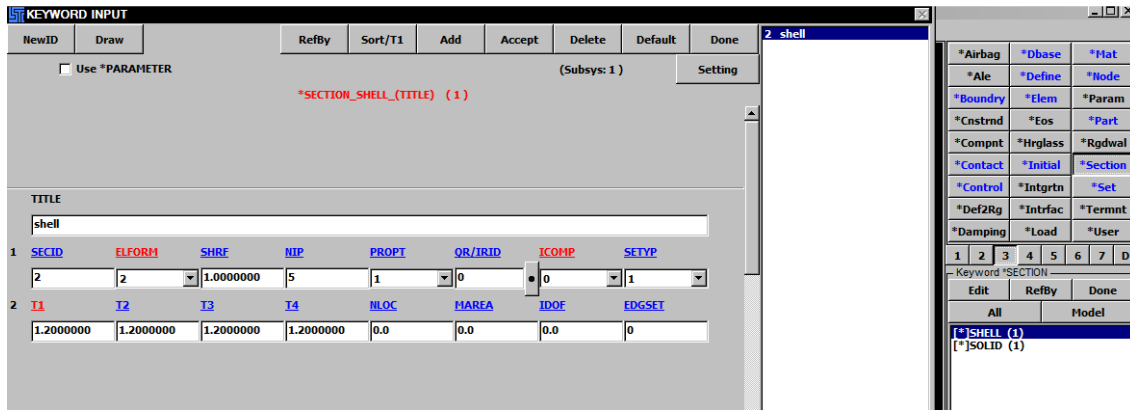 KEYWORD INPUT
NewID Draw RefBy Sort/T1 Add Accept Delete Default Done
Use *PARAMETER (Subsys: 1 ) Setting
*SECTION_SHELL_(TITLE) ( 1 )
TITLE
shell
1 SECID ELFORM SHRF NIP PROPT QR/IRID ICOMP SETYP
2 2 1.0000000 5 1 0 0 1
2 T1 T2 T3 T4 NLOC MAREA IDOF EDGSET
1.2000000 1.2000000 1.2000000 1.2000000 0.0 0.0 0.0 0
2 shell
*Airbag *Dbase *Mat
*Ale *Define *Node
*Boundry *Elem *Param
*Cnstrnd *Eos *Part
*Compnt *Hrglass *Rgdwal
*Contact *Initial *Section
*Control *Intgrtn *Set
*Def2Rg *Intrfac *Termnt
*Damping *Load *User
1 2 3 4 5 6 7 D
Keyword *SECTION
Edit RefBy Done
All Model
[*]SHELL (1)
[*]SOLID (1)